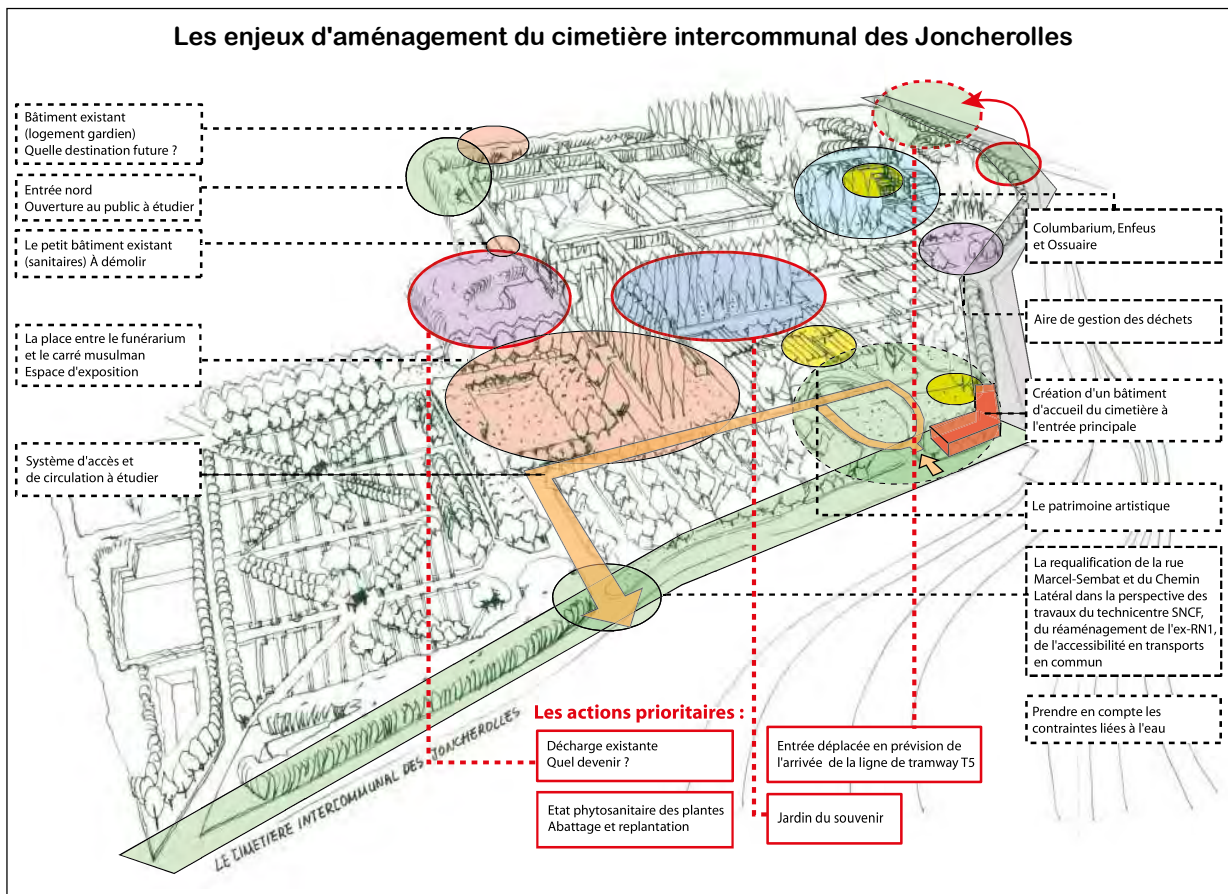 Les enjeux d'aménagement du cimetière intercommunal des Joncherolles
Bâtiment existant
(logement gardien)
Quelle destination future ?
Entrée nord
Ouverture au public à étudier
Le petit bâtiment existant
(sanitaires) À démolir
La place entre le funérarium
et le carré musulman
Espace d'exposition
Système d'accès et
de circulation à étudier
Columbarium, Enfeus
et Ossuaire
Aire de gestion des déchets
Création d'un bâtiment
d'accueil du cimetière à
l'entrée principale
Le patrimoine artistique
La requalification de la rue
Marcel-Sembat et du Chemin
Latéral dans la perspective des
travaux du technicentre SNCF,
du réaménagement de l'ex-RN1,
de l'accessibilité en transports
en commun
Prendre en compte les
contraintes liées à l'eau
Les actions prioritaires :
Décharge existante
Quel devenir ?
Entrée déplacée en prévision de
l'arrivée de la ligne de tramway T5
Etat phytosanitaire des plantes
Abattage et replantation
Jardin du souvenir
LE CIMETIERE INTERCOMMUNAL DES JONCHEROLLES